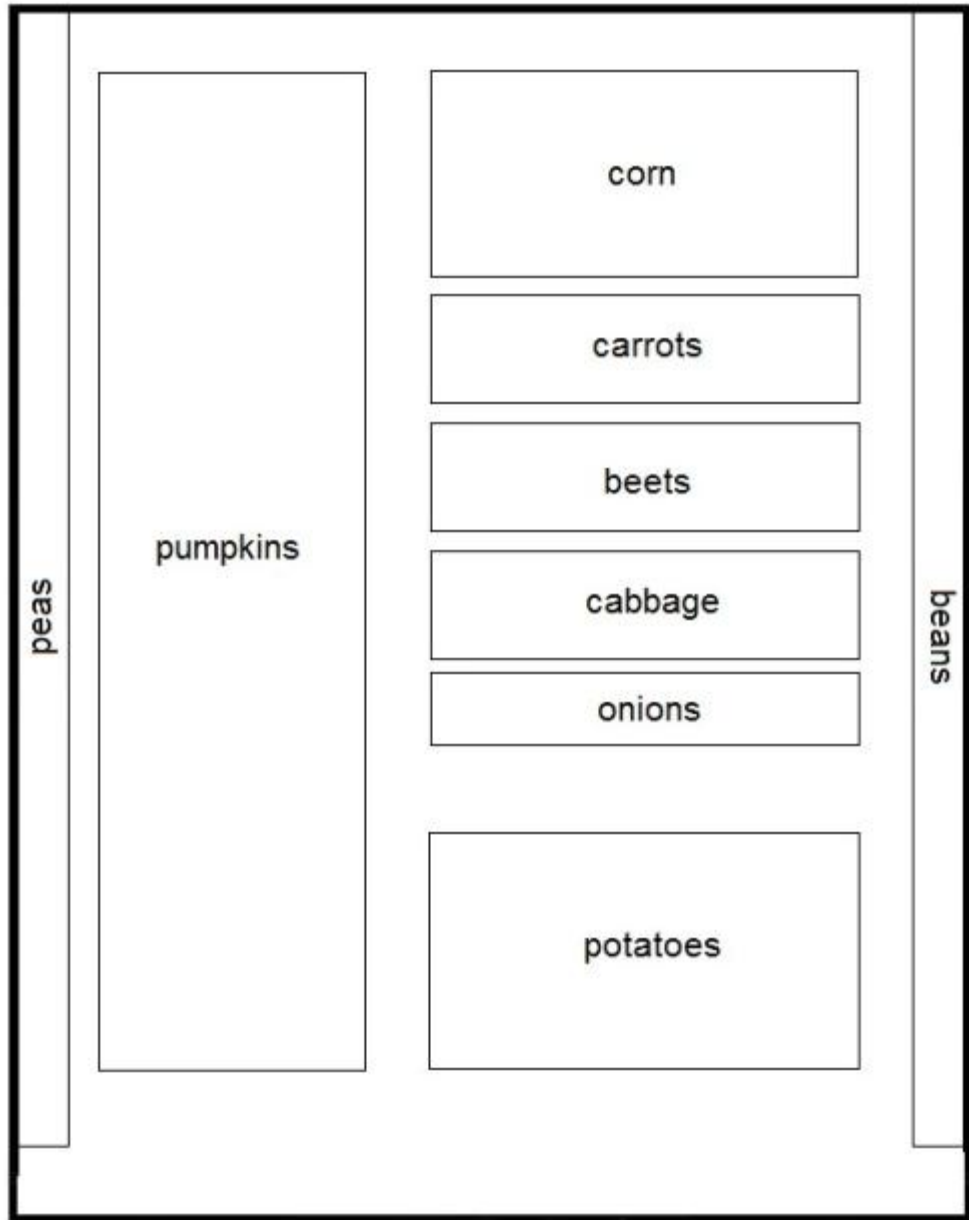 corn
carrots
beets
pumpkins
cabbage
peas
beans
onions
potatoes